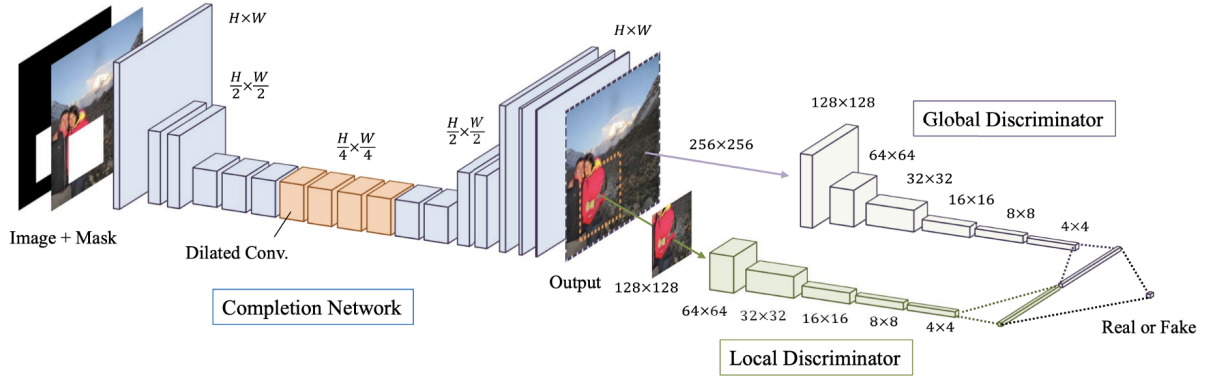 Image + Mask
H×W
H/2 × W/2
Dilated Conv.
H/4 × W/4
H/2 × W/2
H×W
Completion Network
Output
256×256
128×128
64×64
32×32
16×16
8×8
4×4
Global Discriminator
128×128
64×64
32×32
16×16
8×8
4×4
Local Discriminator
Real or Fake